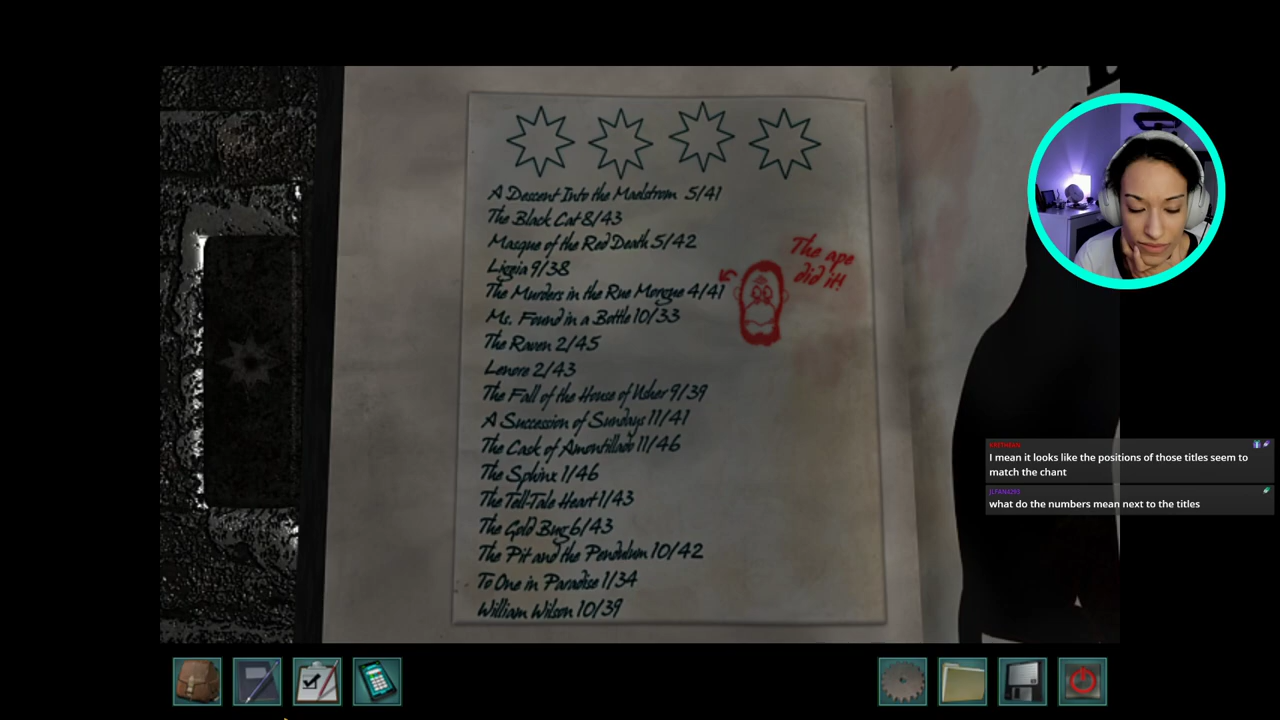 A Descent Into the Maelstrom 5/41
The Black Cat 8/43
Masque of the Red Death 5/42
Ligeia 9/38
The Murders in the Rue Morgue 4/41
Ms. Found in a Bottle 10/33
The Raven 2/45
Lenore 2/43
The Fall of the House of Usher 9/39
A Succession of Sundays 11/41
The Cask of Amontillado 11/46
The Sphinx 1/46
The Tell-Tale Heart 1/43
The Gold Bug 6/43
The Pit and the Pendulum 10/42
To One in Paradise 1/34
William Wilson 10/39
The ape
did it!
I mean it looks like the positions of those titles seem to
match the chant
what do the numbers mean next to the titles